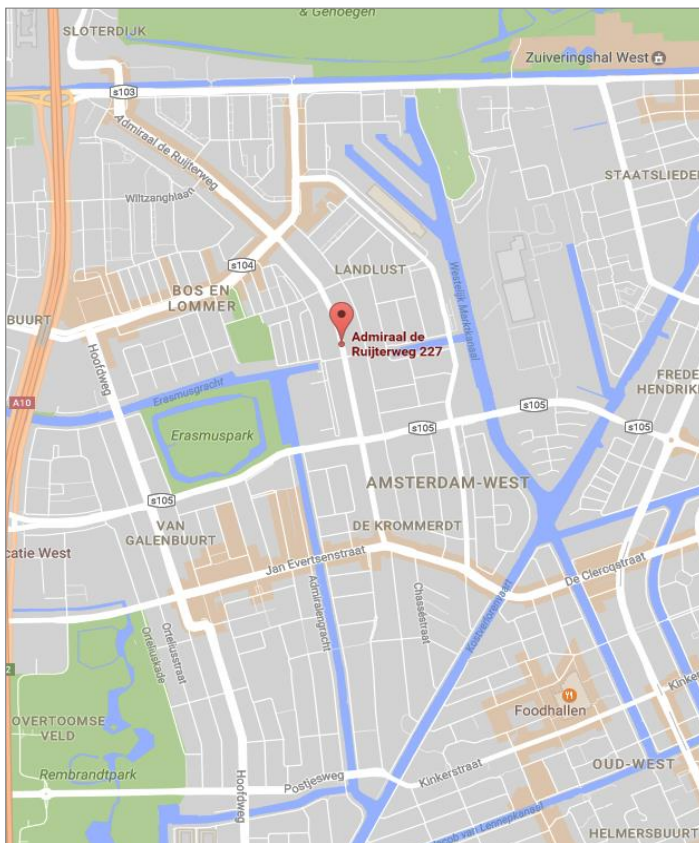 & Genoegen
SLOTERDIJK
Zuiveringshal West
s103
Admiraal de Ruijterweg
STAATSLIEDE
Wiltzanghlaan
s104
LANDLUST
Westelijk Marktkanaal
BOS EN
LOMMER
BUURT
Admiraal de
Ruijterweg 227
Hoofdweg
FREDE
HENDRIK
Erasmusgracht
A10
s105
s105
Erasmuspark
s105
AMSTERDAM-WEST
s105
VAN
GALENBUURT
DE KROMMERDT
catie West
Jan Evertsenstraat
De Clercqstraat
Admiralengracht
Chasséstraat
Kostverlorenvaart
Orteliuskade
Orteliusstraat
2
Kinker
Foodhallen
OVERTOOMSE
VELD
OUD-WEST
Rembrandtpark
Hoofdweg
Postjesweg
Kinkerstraat
acob van Lennepkanaal
HELMERSBUURT